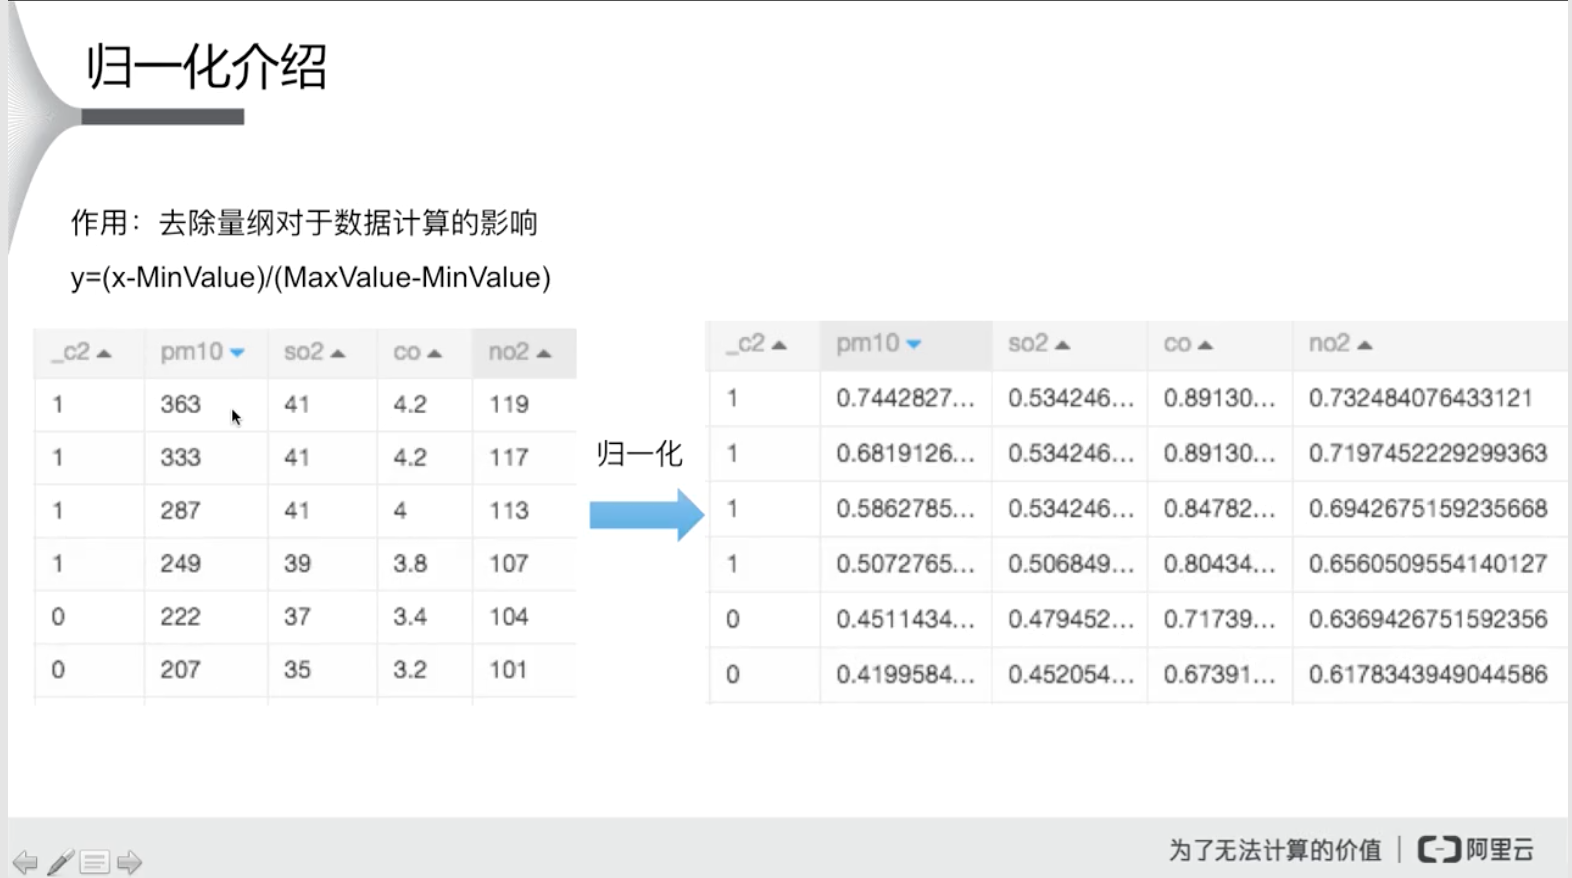 归一化介绍
作用：去除量纲对于数据计算的影响
y=(x-MinValue)/(MaxValue-MinValue)
_c2 pm10 so2 co no2
1 363 41 4.2 119
1 333 41 4.2 117
1 287 41 4 113
1 249 39 3.8 107
0 222 37 3.4 104
0 207 35 3.2 101
归一化
_c2 pm10 so2 co no2
1 0.7442827... 0.534246... 0.89130... 0.732484076433121
1 0.6819126... 0.534246... 0.89130... 0.7197452229299363
1 0.5862785... 0.534246... 0.84782... 0.6942675159235668
1 0.5072765... 0.506849... 0.80434... 0.6560509554140127
0 0.4511434... 0.479452... 0.71739... 0.6369426751592356
0 0.4199584... 0.452054... 0.67391... 0.6178343949044586
为了无法计算的价值 | 阿里云